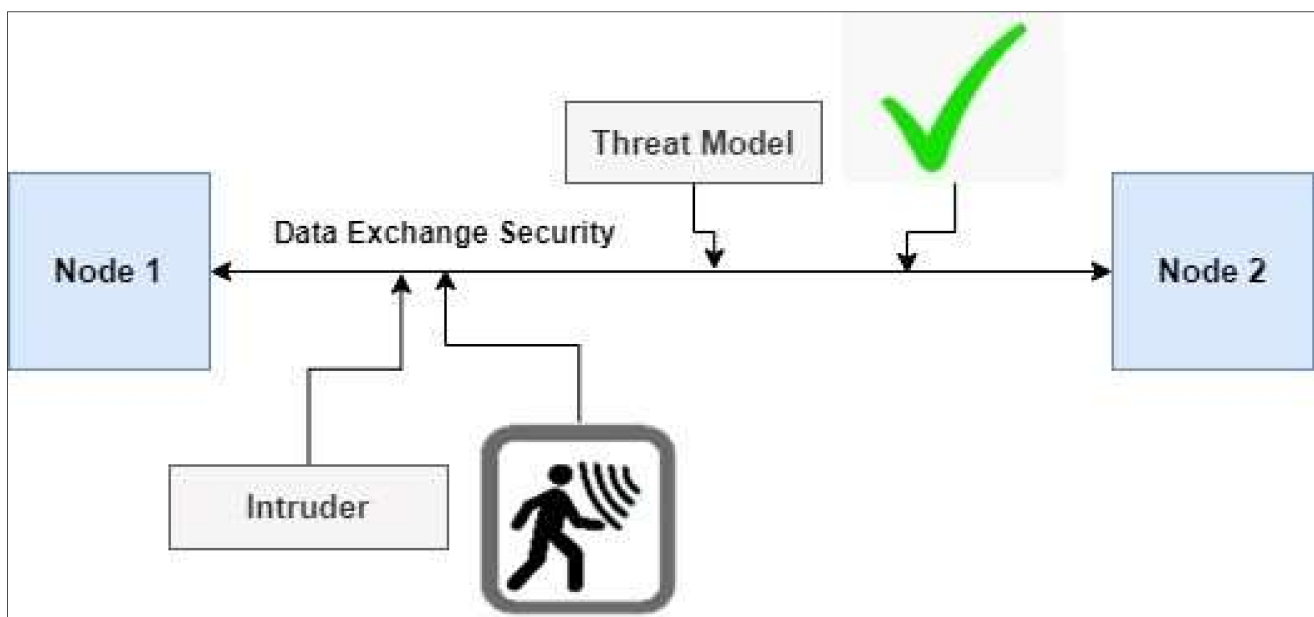 Threat Model
Data Exchange Security
Node 1
Node 2
Intruder